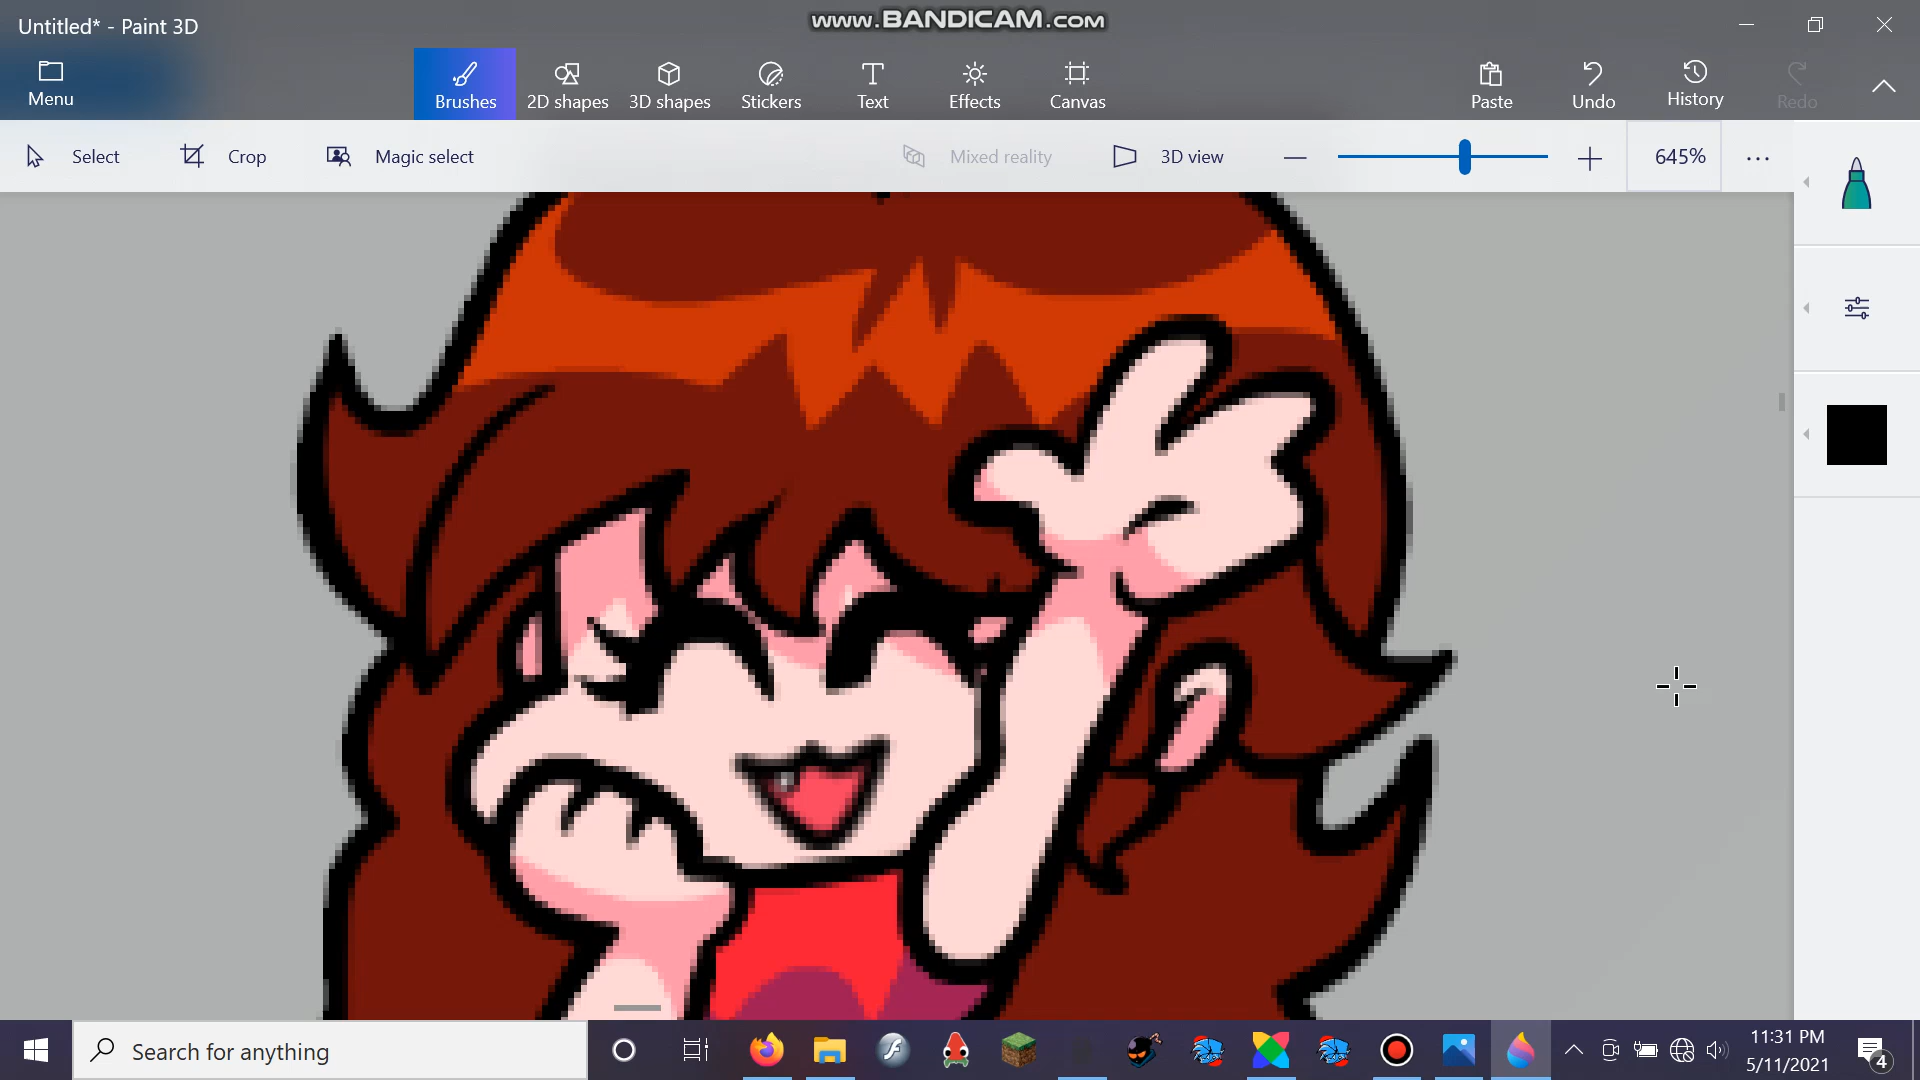 Untitled* - Paint 3D
www.BANDICAM.com
Menu
Brushes
2D shapes
3D shapes
Stickers
Text
Effects
Canvas
Paste
Undo
History
Redo
Select
Crop
Magic select
Mixed reality
3D view
645%
Search for anything
11:31 PM
5/11/2021
4